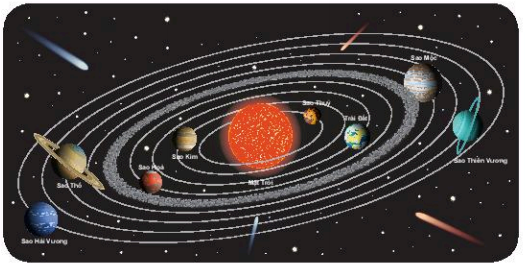 Sao Mộc
Sao Thuỷ
Trái Đất
Sao Kim
Sao Thiên Vương
Sao Hoả
Mặt Trời
Sao Thổ
Sao Hải Vương